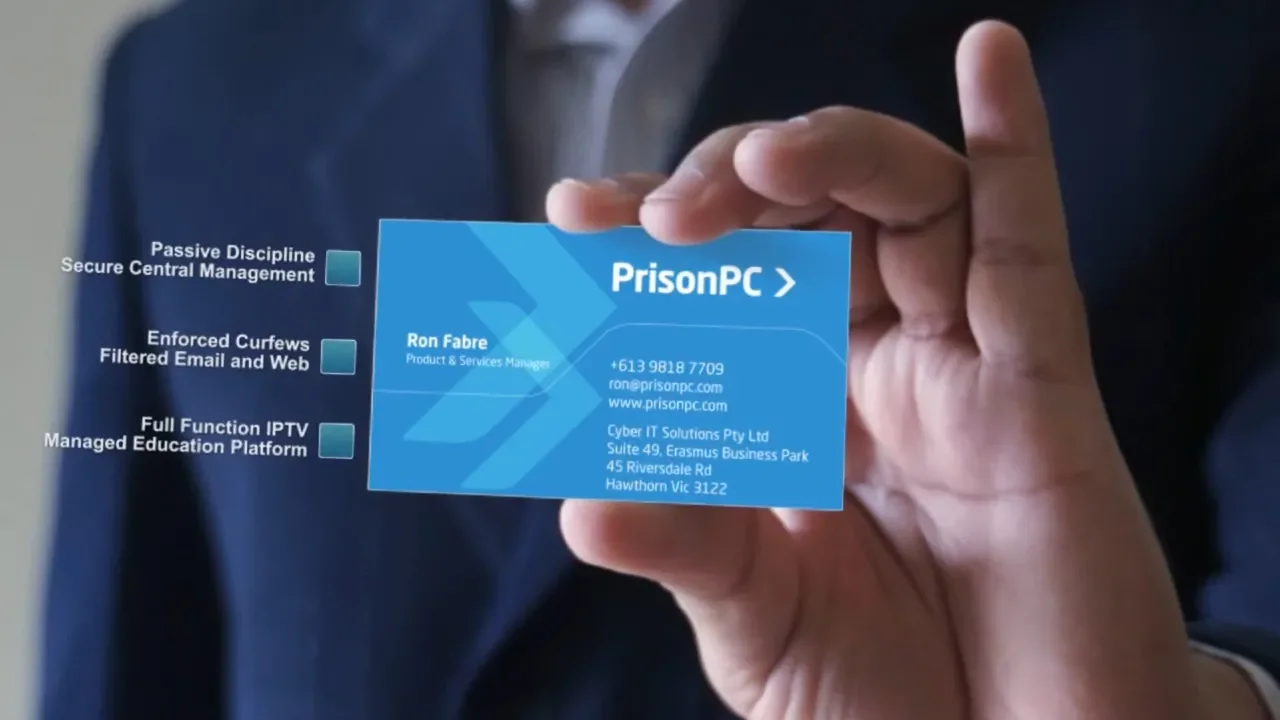 Passive Discipline
Secure Central Management
Enforced Curfews
Filtered Email and Web
Full Function IPTV
Managed Education Platform
PrisonPC
Ron Fabre
Product & Services Manager
+613 9818 7709
ron@prisonpc.com
www.prisonpc.com
Cyber IT Solutions Pty Ltd
Suite 49, Erasmus Business Park
45 Riversdale Rd
Hawthorn Vic 3122